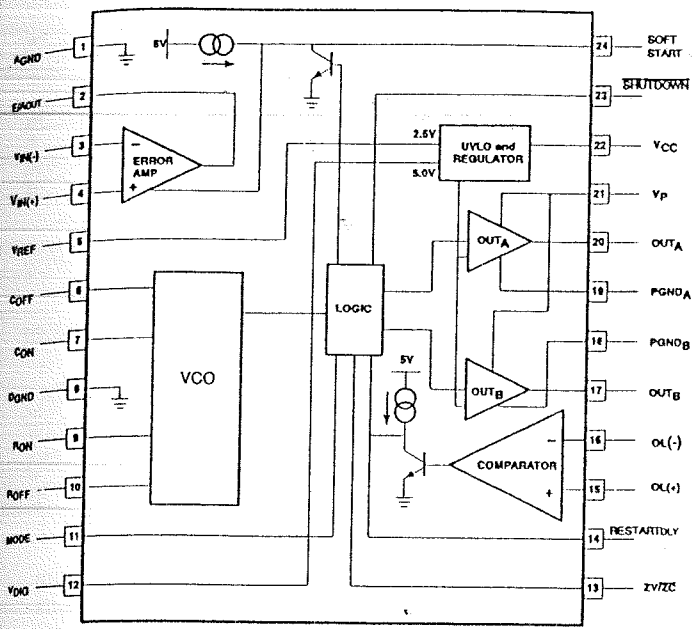 AGND 1
E/AOUT 2
VIN(-) 3
VIN(+) 4
VREF 5
COFF 6
CON 7
DGND 8
RON 9
ROFF 10
MODE 11
VDIG 12
5V
ERROR
AMP
−
+
VCO
LOGIC
2.5V
5.0V
UVLO and
REGULATOR
OUTA
OUTB
5V
COMPARATOR
−
+
24 SOFT
START
23 SHUTDOWN
22 VCC
21 VP
20 OUTA
19 PGNDA
18 PGNDB
17 OUTB
16 OL(-)
15 OL(+)
14 RESTARTDLY
13 ZV/ZC